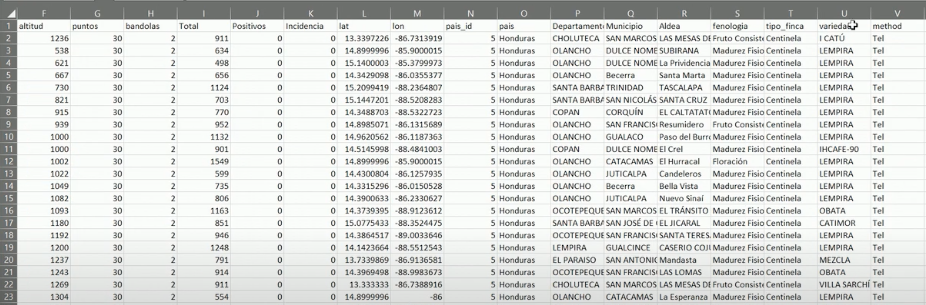 F G H I J K L M N O P Q R S T U V
1 altitud puntos bandolas Total Positivos Incidencia lat lon pais_id pais Departament Municipio Aldea fenologia tipo_finca variedad method
2 1236 30 2 911 0 0 13.3397226 -86.7313919 5 Honduras CHOLUTECA SAN MARCOS LAS MESAS DE Fruto Consiste Centinela I CATÚ Tel
3 538 30 2 634 0 0 14.8999996 -85.9000015 5 Honduras OLANCHO DULCE NOME SUBIRANA Madurez Fisio Centinela LEMPIRA Tel
4 621 30 2 498 0 0 15.1400003 -85.3799973 5 Honduras OLANCHO DULCE NOME La Prividencia Madurez Fisio Centinela LEMPIRA Tel
5 667 30 2 656 0 0 14.3429098 -86.0355377 5 Honduras OLANCHO Becerra Santa Marta Madurez Fisio Centinela LEMPIRA Tel
6 730 30 2 1124 0 0 15.2099419 -88.2364807 5 Honduras SANTA BARBA TRINIDAD TASCALAPA Madurez Fisio Centinela LEMPIRA Tel
7 821 30 2 703 0 0 15.1447201 -88.5208283 5 Honduras SANTA BARBA SAN NICOLÁS SANTA CRUZ Madurez Fisio Centinela LEMPIRA Tel
8 915 30 2 770 0 0 14.3488703 -88.5322723 5 Honduras COPAN CORQUÍN EL CALTATAT Madurez Fisio Centinela LEMPIRA Tel
9 939 30 2 952 0 0 14.8985071 -86.1315689 5 Honduras OLANCHO SAN FRANCIS Resumidero Fruto Consiste Centinela LEMPIRA Tel
10 1000 30 2 1132 0 0 14.9620562 -86.1187363 5 Honduras OLANCHO GUALACO Paso del Burro Madurez Fisio Centinela LEMPIRA Tel
11 1000 30 2 901 0 0 14.5145998 -88.4841003 5 Honduras COPAN DULCE NOME El Crel Madurez Fisio Centinela IHCAFE-90 Tel
12 1002 30 2 1549 0 0 14.8999996 -85.9000015 5 Honduras OLANCHO CATACAMAS El Hurracal Floración Centinela LEMPIRA Tel
13 1022 30 2 599 0 0 14.4300804 -86.1257935 5 Honduras OLANCHO JUTICALPA Candeleros Madurez Fisio Centinela LEMPIRA Tel
14 1049 30 2 735 0 0 14.3315296 -86.0150528 5 Honduras OLANCHO Becerra Bella Vista Madurez Fisio Centinela LEMPIRA Tel
15 1082 30 2 806 0 0 14.3900633 -86.2330627 5 Honduras OLANCHO JUTICALPA Nuevo Sinaí Madurez Fisio Centinela LEMPIRA Tel
16 1093 30 2 1163 0 0 14.3739395 -88.9123612 5 Honduras OCOTEPEQUE SAN MARCOS EL TRÁNSITO Madurez Fisio Centinela OBATA Tel
17 1180 30 2 851 0 0 15.0775433 -88.3524475 5 Honduras SANTA BARBA SAN JOSÉ DE EL JICARAL Madurez Fisio Centinela CATIMOR Tel
18 1192 30 2 946 0 0 14.3864517 -89.0033646 5 Honduras OCOTEPEQUE SAN FRANCIS SANTA TERES Madurez Fisio Centinela LEMPIRA Tel
19 1200 30 2 1248 0 0 14.1423664 -88.5512543 5 Honduras LEMPIRA GUALCINCE CASERIO COJU Madurez Fisio Centinela LEMPIRA Tel
20 1237 30 2 791 0 0 13.7339869 -86.9136581 5 Honduras EL PARAISO SAN ANTONIO Mandasta Madurez Fisio Centinela MEZCLA Tel
21 1243 30 2 914 0 0 14.3969498 -88.9983673 5 Honduras OCOTEPEQUE SAN FRANCIS LAS LOMAS Madurez Fisio Centinela OBATA Tel
22 1269 30 2 911 0 0 13.333333 -86.7388916 5 Honduras CHOLUTECA SAN MARCOS LAS MESAS DE Fruto Consiste Centinela VILLA SARCHÍ Tel
23 1304 30 2 554 0 0 14.8999996 -86 5 Honduras OLANCHO CATACAMAS La Esperanza Madurez Fisio Centinela LEMPIRA Tel